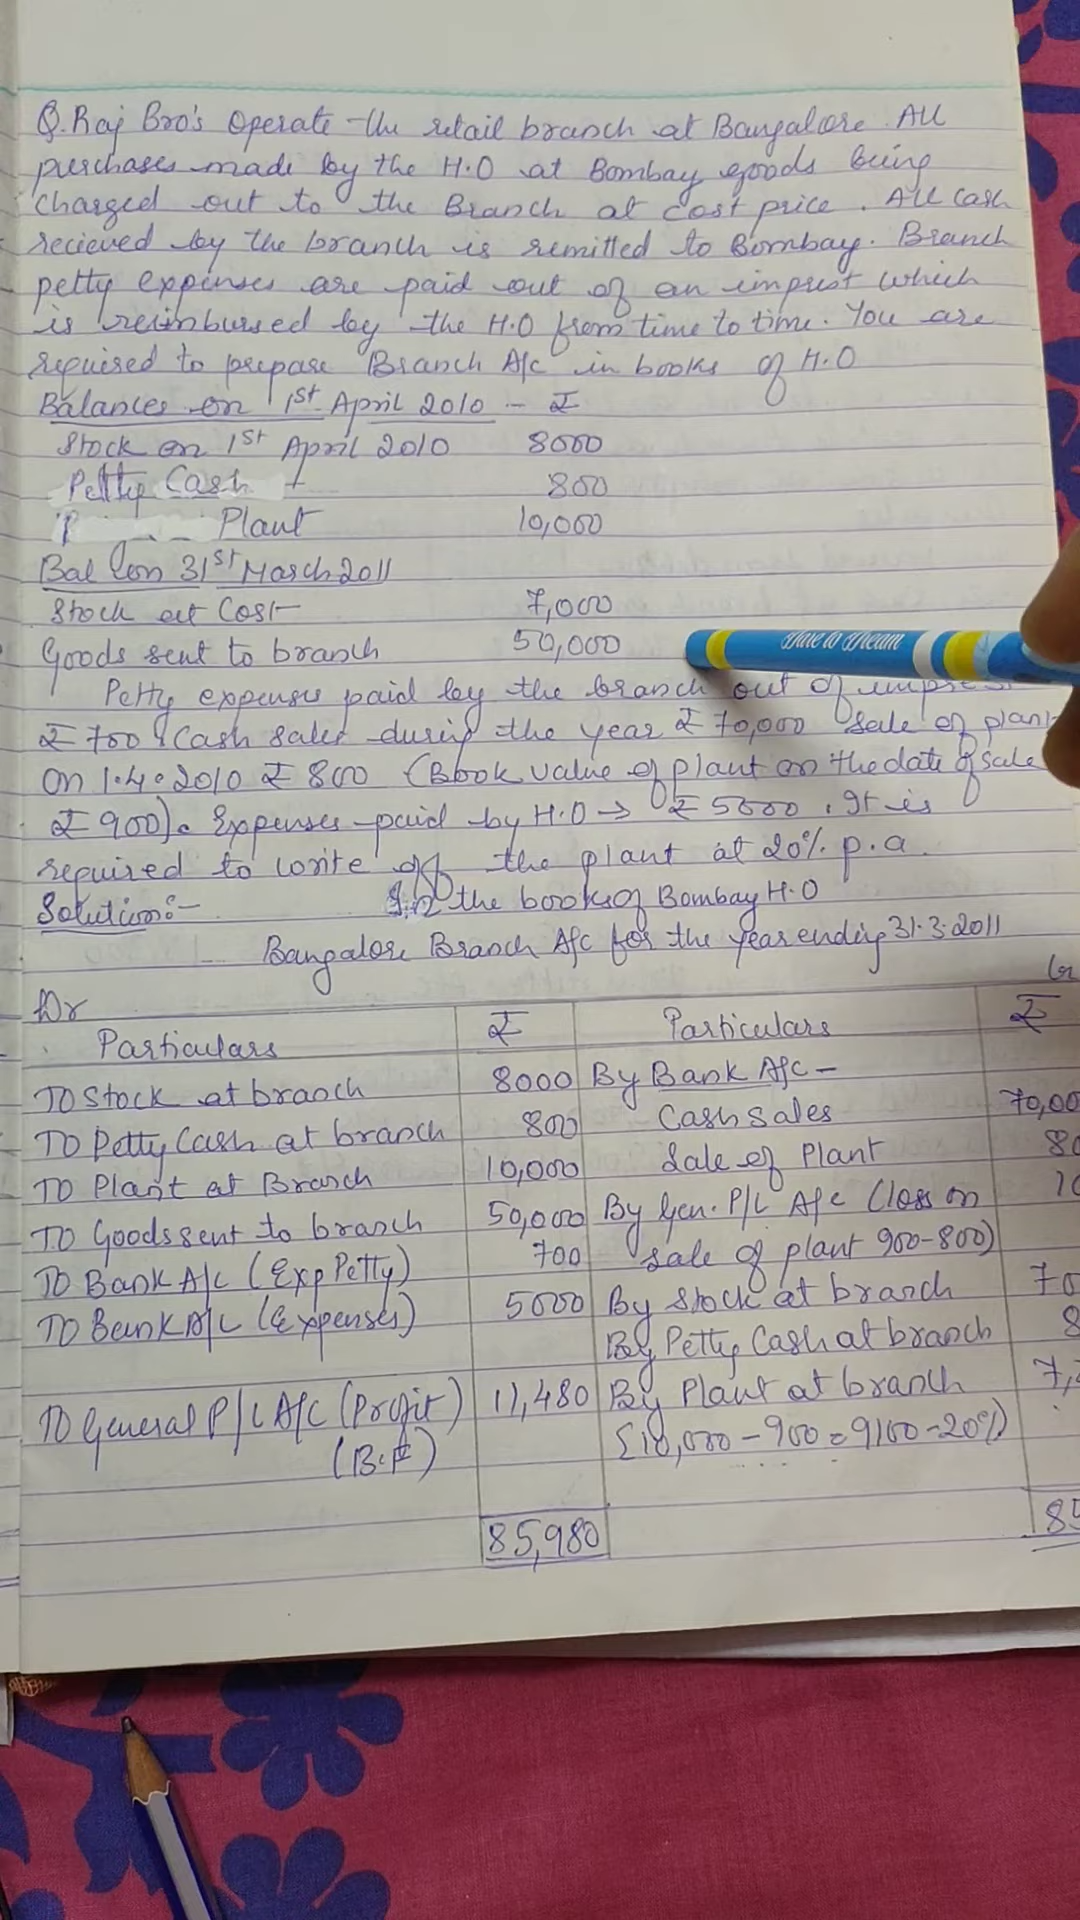 Q. Raj Bro's Operate the retail branch at Bangalore. All
purchases made by the H.O at Bombay goods being
charged out to the Branch at cost price. All cash
recieved by the branch is remitted to Bombay. Branch
petty expenses are paid out of an imprest which
is reimbursed by the H.O from time to time. You are
required to prepare Branch A/c in books of H.O
Balances on 1st April 2010 - ₹
Stock on 1st April 2010 8000
Petty Cash 800
Plant 10,000
Bal on 31st March 2011
Stock at Cost 7,000
Goods sent to branch 50,000
Petty expenses paid by the branch out of
₹ 700 Cash sales during the year ₹ 70,000 Sale of plant
on 1.4.2010 ₹ 800 (Book value of plant on the date of sale
₹ 900). Expenses paid by H.O → ₹ 5000. It is
required to write off the plant at 20% p.a.
Solution:- In the books of Bombay H.O
Bangalore Branch A/c for the year ending 31.3.2011
Dr
Particulars ₹ Particulars ₹
To Stock at branch 8000 By Bank A/c -
To Petty Cash at branch 800 Cash sales 70,00
To Plant at Branch 10,000 Sale of Plant
To Goods sent to branch 50,000 By Gen. P/L A/c (loss on
To Bank A/c (Exp Petty) 700 sale of plant 900-800)
To Bank A/c (Expenses) 5000 By Stock at branch
By Petty Cash at branch
To General P/L A/c (Profit) 11,480 By Plant at branch
(B.F) {10,000 - 900 = 9100 - 20%}
85,980